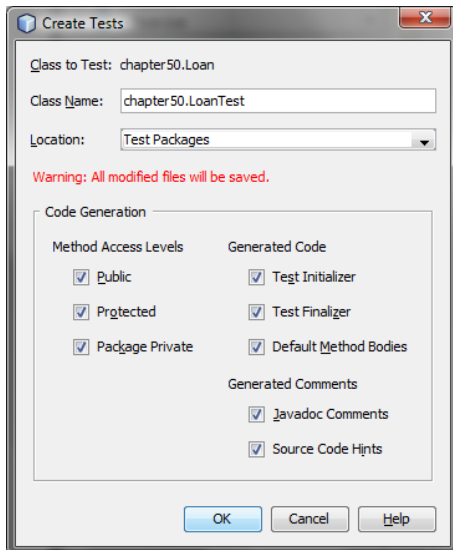 Create Tests
Class to Test: chapter50.Loan
Class Name: chapter50.LoanTest
Location: Test Packages
Warning: All modified files will be saved.
Code Generation
Method Access Levels
Public
Protected
Package Private
Generated Code
Test Initializer
Test Finalizer
Default Method Bodies
Generated Comments
Javadoc Comments
Source Code Hints
OK Cancel Help